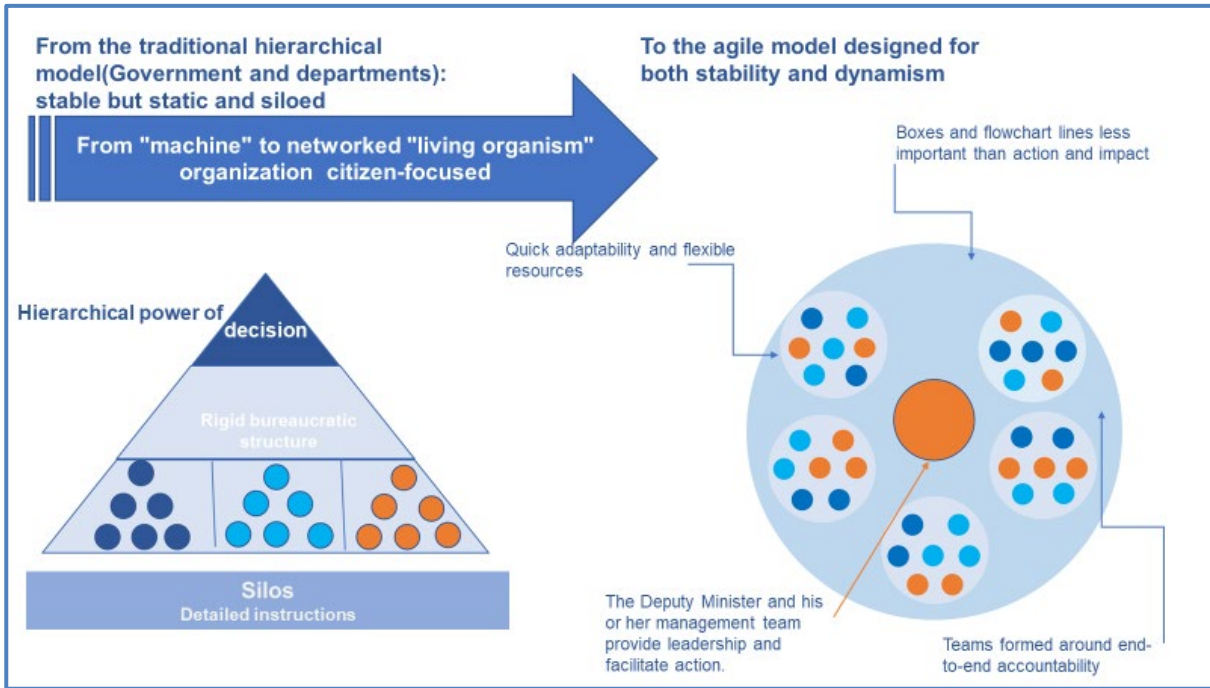 From the traditional hierarchical
model(Government and departments):
stable but static and siloed
To the agile model designed for
both stability and dynamism
From "machine" to networked "living organism"
organization citizen-focused
Boxes and flowchart lines less
important than action and impact
Quick adaptability and flexible
resources
Hierarchical power of
decision
Rigid bureaucratic
structure
Silos
Detailed instructions
The Deputy Minister and his
or her management team
provide leadership and
facilitate action.
Teams formed around end-
to-end accountability